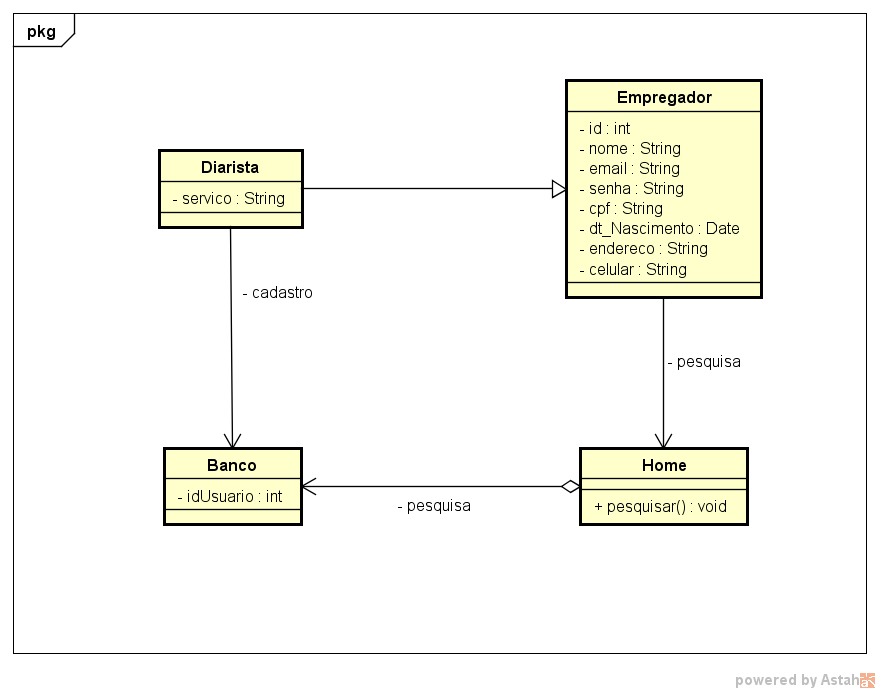 pkg
Empregador
- id : int
- nome : String
- email : String
- senha : String
- cpf : String
- dt_Nascimento : Date
- endereco : String
- celular : String
Diarista
- servico : String
- cadastro
- pesquisa
Banco
- idUsuario : int
- pesquisa
Home
+ pesquisar() : void
powered by Astah